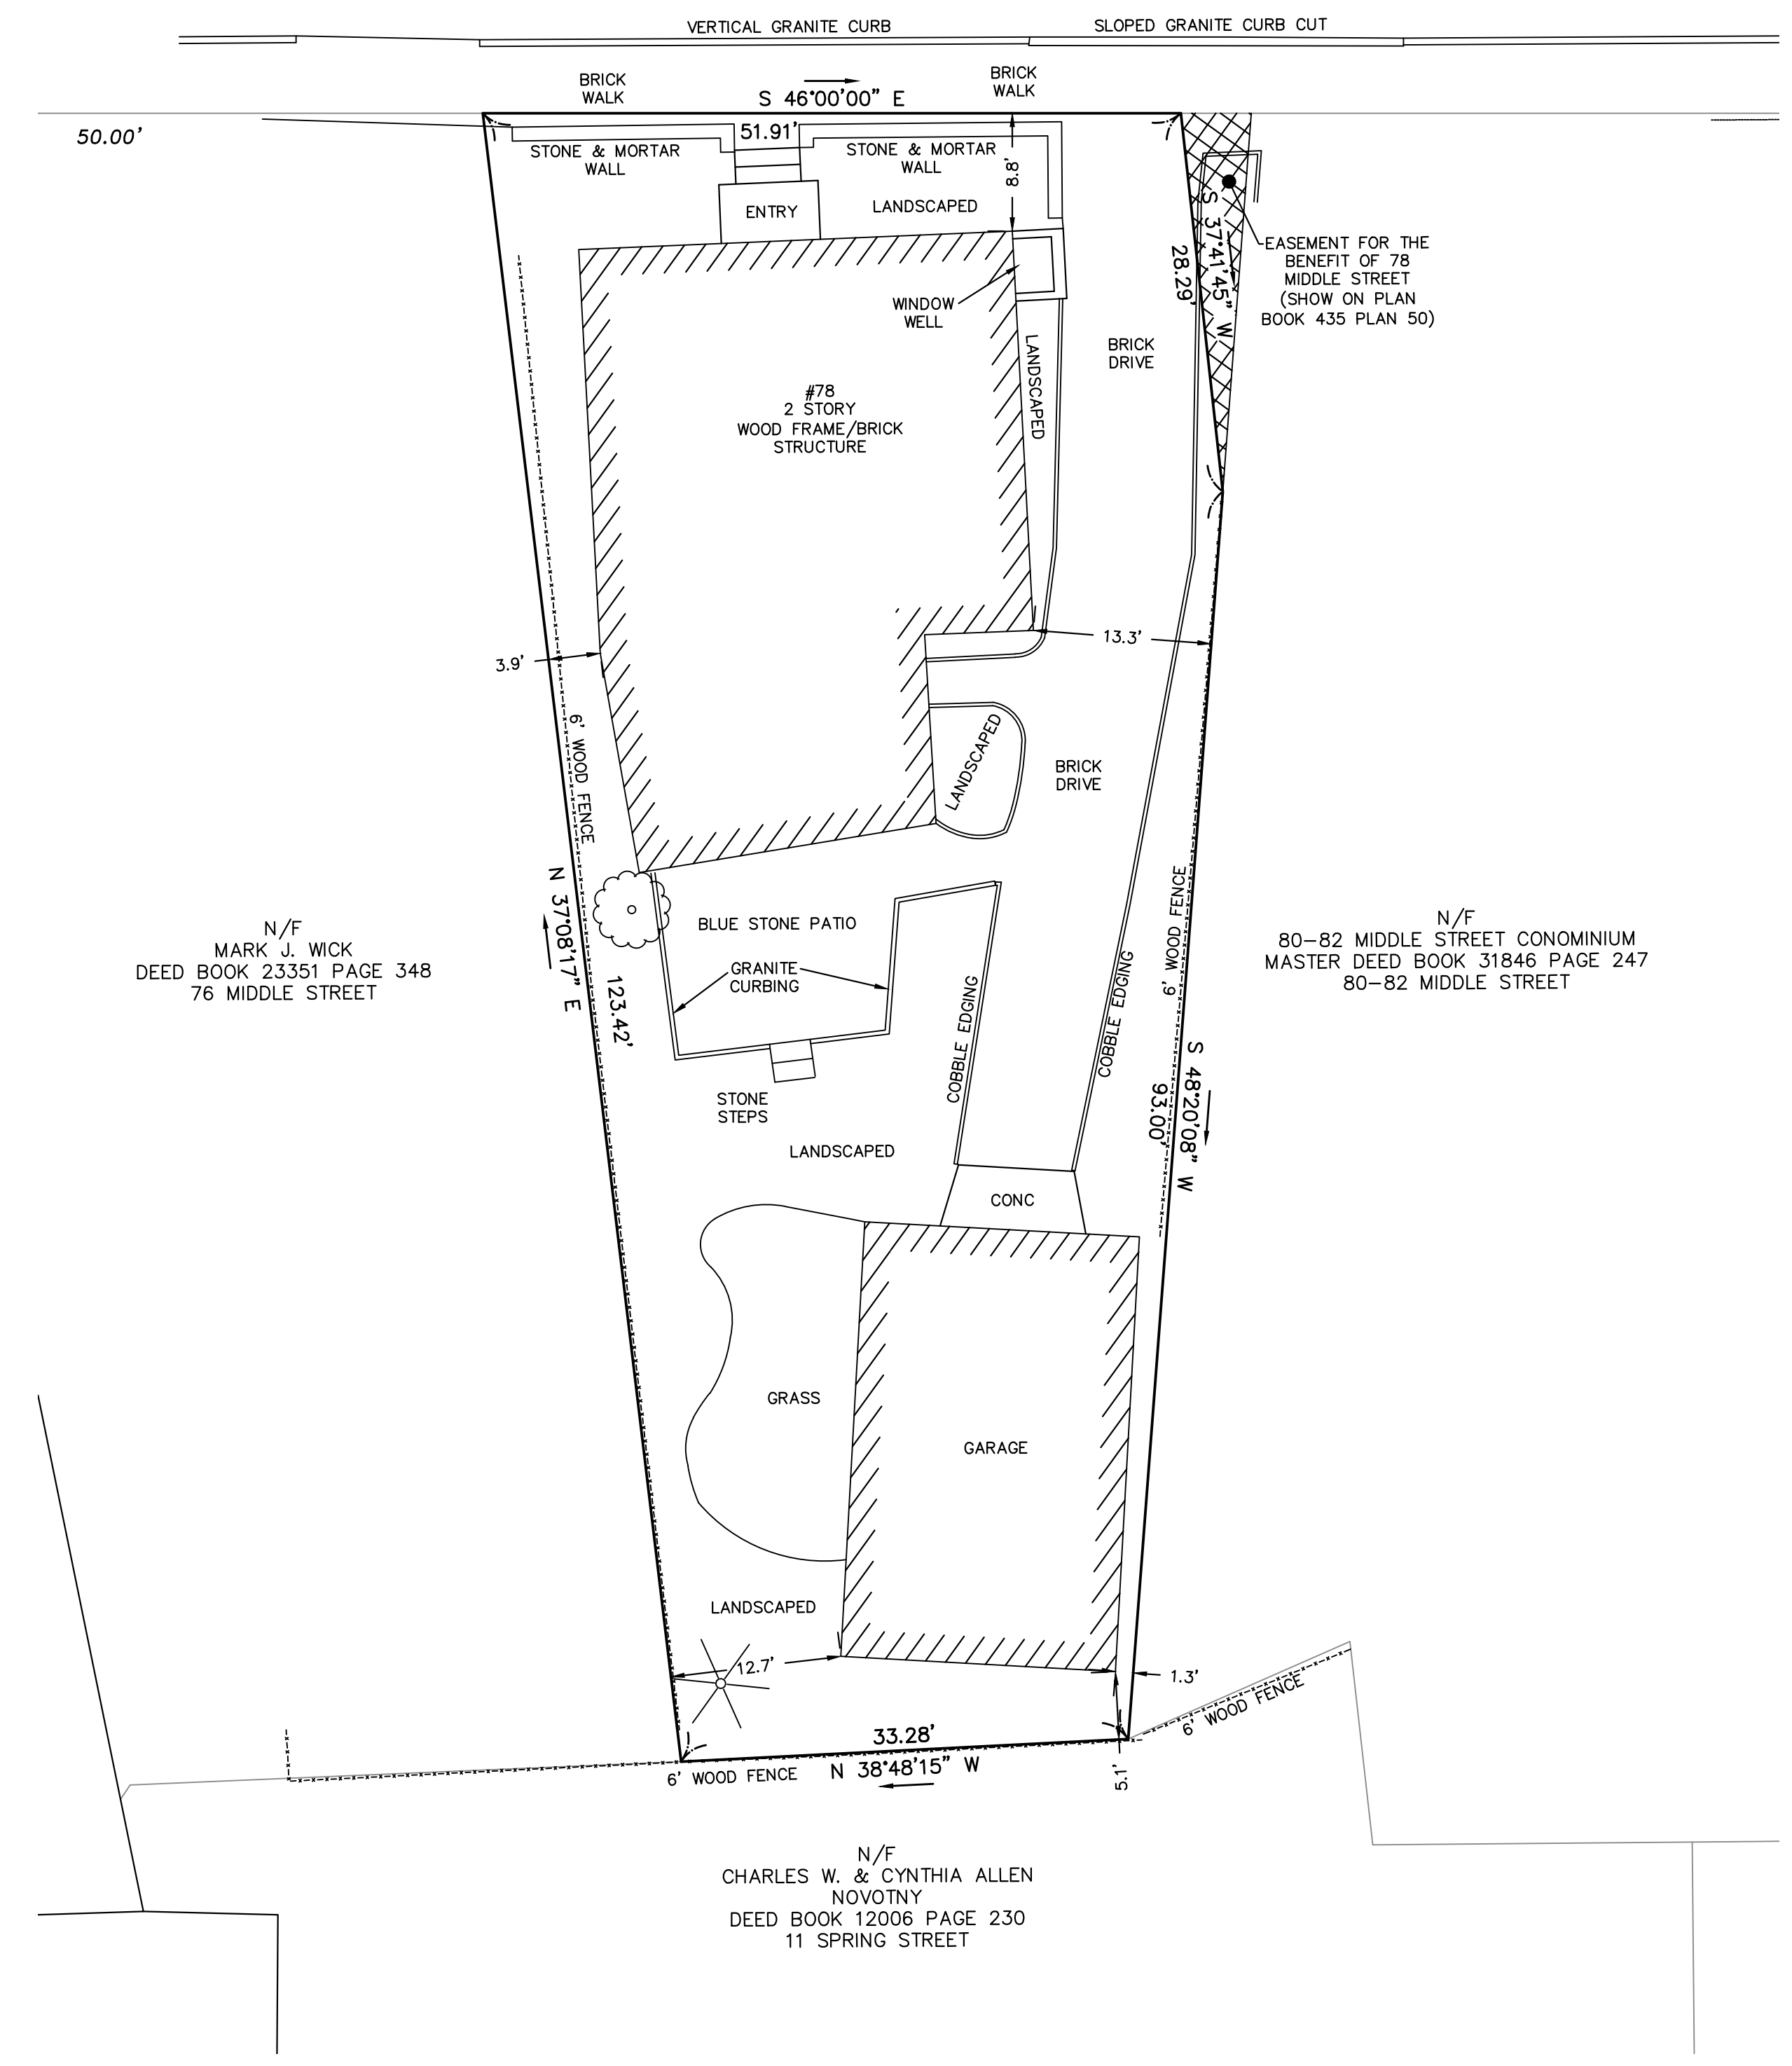 VERTICAL GRANITE CURB
SLOPED GRANITE CURB CUT
BRICK
WALK
S 46°00'00" E
BRICK
WALK
50.00'
51.91'
STONE & MORTAR
WALL
STONE & MORTAR
WALL
8.8'
ENTRY
LANDSCAPED
S 37°41'45" W
28.29'
EASEMENT FOR THE
BENEFIT OF 78
MIDDLE STREET
(SHOW ON PLAN
BOOK 435 PLAN 50)
WINDOW
WELL
LANDSCAPED
BRICK
DRIVE
#78
2 STORY
WOOD FRAME/BRICK
STRUCTURE
3.9'
13.3'
6' WOOD FENCE
LANDSCAPED
BRICK
DRIVE
6' WOOD FENCE
N 37°08'17" E
123.42'
BLUE STONE PATIO
GRANITE
CURBING
COBBLE EDGING
COBBLE EDGING
N/F
MARK J. WICK
DEED BOOK 23351 PAGE 348
76 MIDDLE STREET
N/F
80-82 MIDDLE STREET CONOMINIUM
MASTER DEED BOOK 31846 PAGE 247
80-82 MIDDLE STREET
S 48°20'08" W
93.00'
STONE
STEPS
LANDSCAPED
CONC
GRASS
GARAGE
LANDSCAPED
12.7'
1.3'
6' WOOD FENCE
33.28'
6' WOOD FENCE
N 38°48'15" W
5.1'
N/F
CHARLES W. & CYNTHIA ALLEN
NOVOTNY
DEED BOOK 12006 PAGE 230
11 SPRING STREET